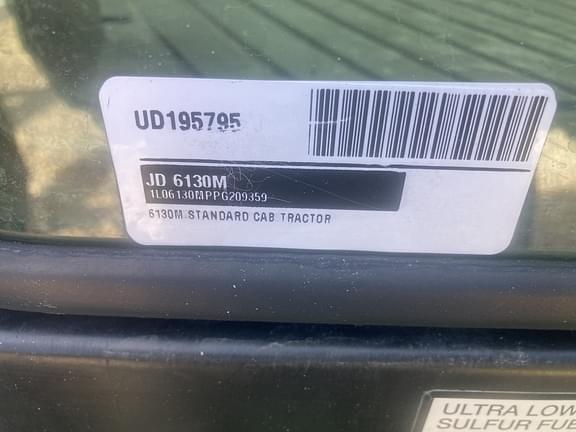 UD195795
JD 6130M
1L06130MPPG209359
6130M STANDARD CAB TRACTOR
ULTRA LOW
SULFUR FUE